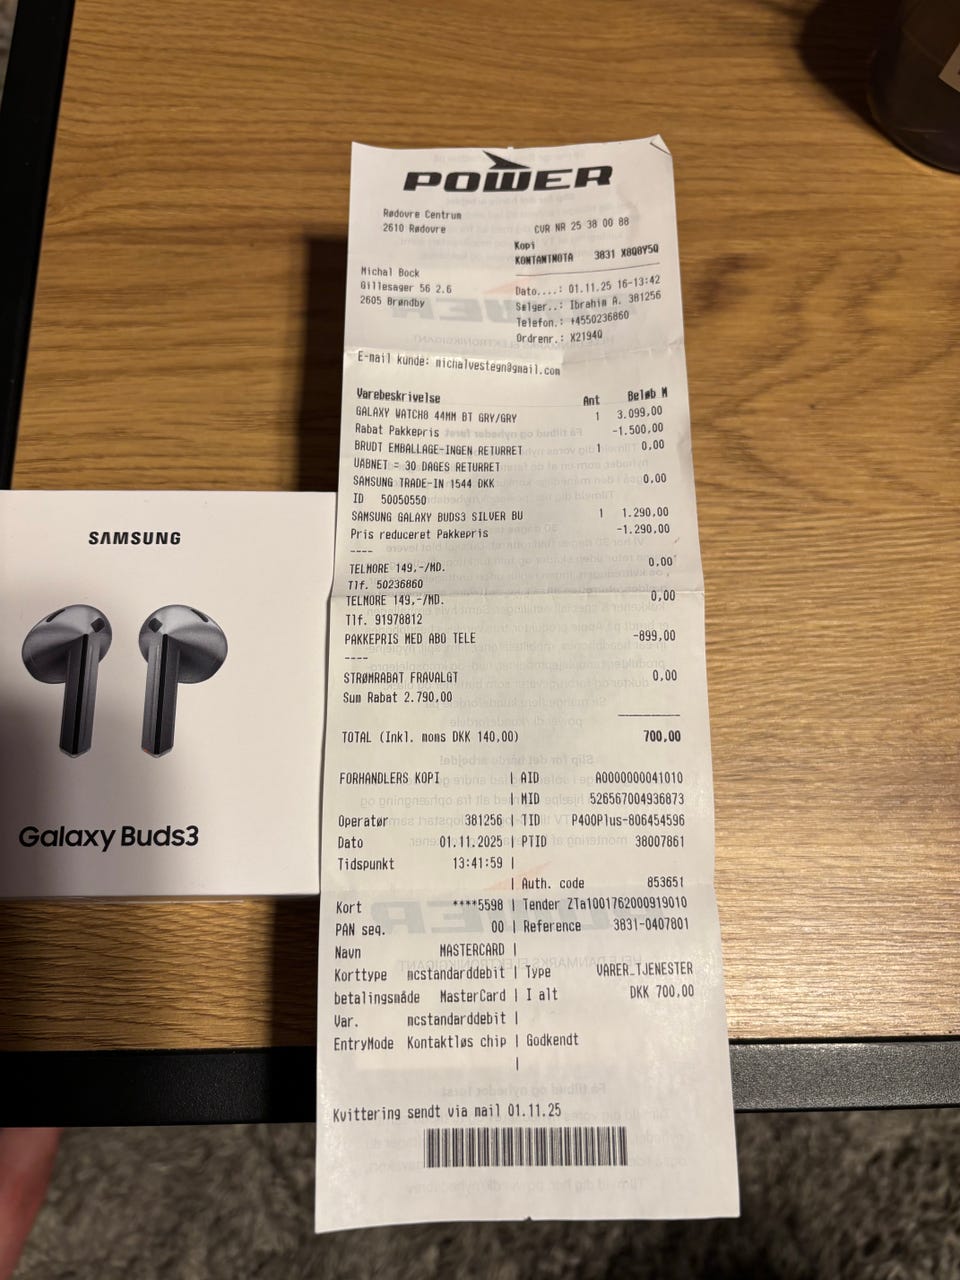 POWER
Rødovre Centrum
2610 Rødovre
CVR NR 25 38 00 88
Kopi
KONTANTNOTA 3831 X8Q8Y5Q
Michal Bock
Gillesager 56 2.6
2605 Brøndby
Dato....: 01.11.25 16-13:42
Sælger..: Ibrahim A. 381256
Telefon.: +4550236860
Ordrenr.: X2194Q
E-mail kunde: michalvestegn@gmail.com
Varebeskrivelse Ant Beløb M
GALAXY WATCH8 44MM BT GRY/GRY 1 3.099,00
Rabat Pakkepris -1.500,00
BRUDT EMBALLAGE-INGEN RETURRET 1 0,00
UÅBNET = 30 DAGES RETURRET
SAMSUNG TRADE-IN 1544 DKK 0,00
ID 50050550
SAMSUNG GALAXY BUDS3 SILVER BU 1 1.290,00
Pris reduceret Pakkepris -1.290,00
----
TELMORE 149,-/MD. 0,00
Tlf. 50236860
TELMORE 149,-/MD. 0,00
Tlf. 91978812
PAKKEPRIS MED ABO TELE -899,00
----
STRØMRABAT FRAVALGT 0,00
Sum Rabat 2.790,00
TOTAL (Inkl. moms DKK 140,00) 700,00
FORHANDLERS KOPI | AID A0000000041010
| MID 526567004936873
Operatør 381256 | TID P400Plus-806454596
Dato 01.11.2025 | PTID 38007861
Tidspunkt 13:41:59 |
| Auth. code 853651
Kort ****5598 | Tender ZTa1001762000919010
PAN seq. 00 | Reference 3831-0407801
Navn MASTERCARD |
Korttype mcstandarddebit | Type VARER_TJENESTER
betalingsmåde MasterCard | I alt DKK 700,00
Var. mcstandarddebit |
EntryMode Kontaktløs chip | Godkendt
|
Kvittering sendt via mail 01.11.25
SAMSUNG
Galaxy Buds3